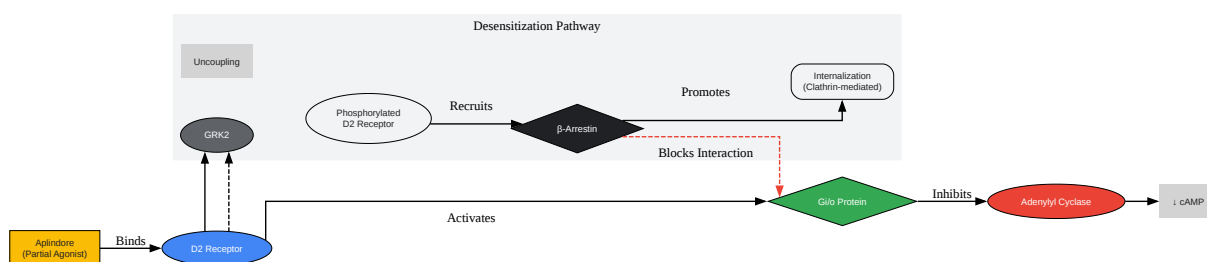 Desensitization Pathway
Uncoupling
Internalization
(Clathrin-mediated)
Promotes
Recruits
Phosphorylated
D2 Receptor
β-Arrestin
GRK2
Blocks Interaction
Inhibits
Gi/o Protein
Adenylyl Cyclase
↓ cAMP
Activates
Binds
Aplindore
(Partial Agonist)
D2 Receptor